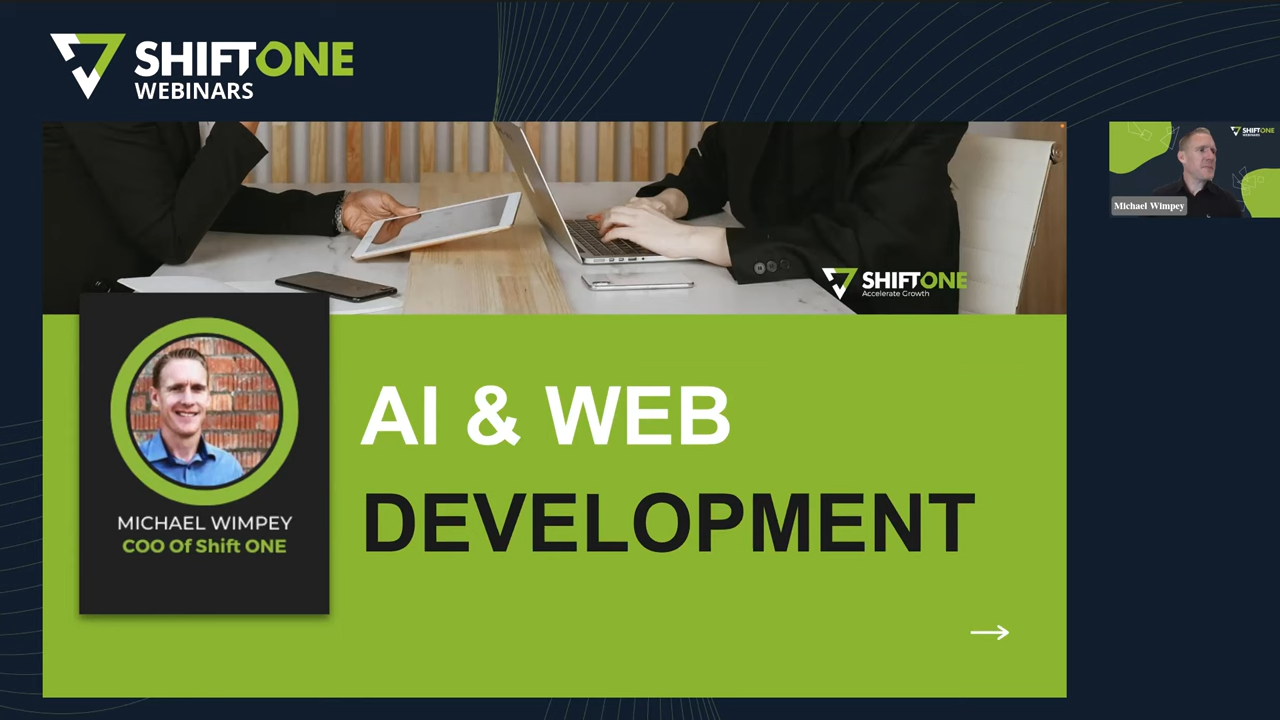 SHIFTONE
WEBINARS
SHIFTONE
WEBINARS
Michael Wimpey
SHIFTONE
Accelerate Growth
AI & WEB
DEVELOPMENT
MICHAEL WIMPEY
COO Of Shift ONE